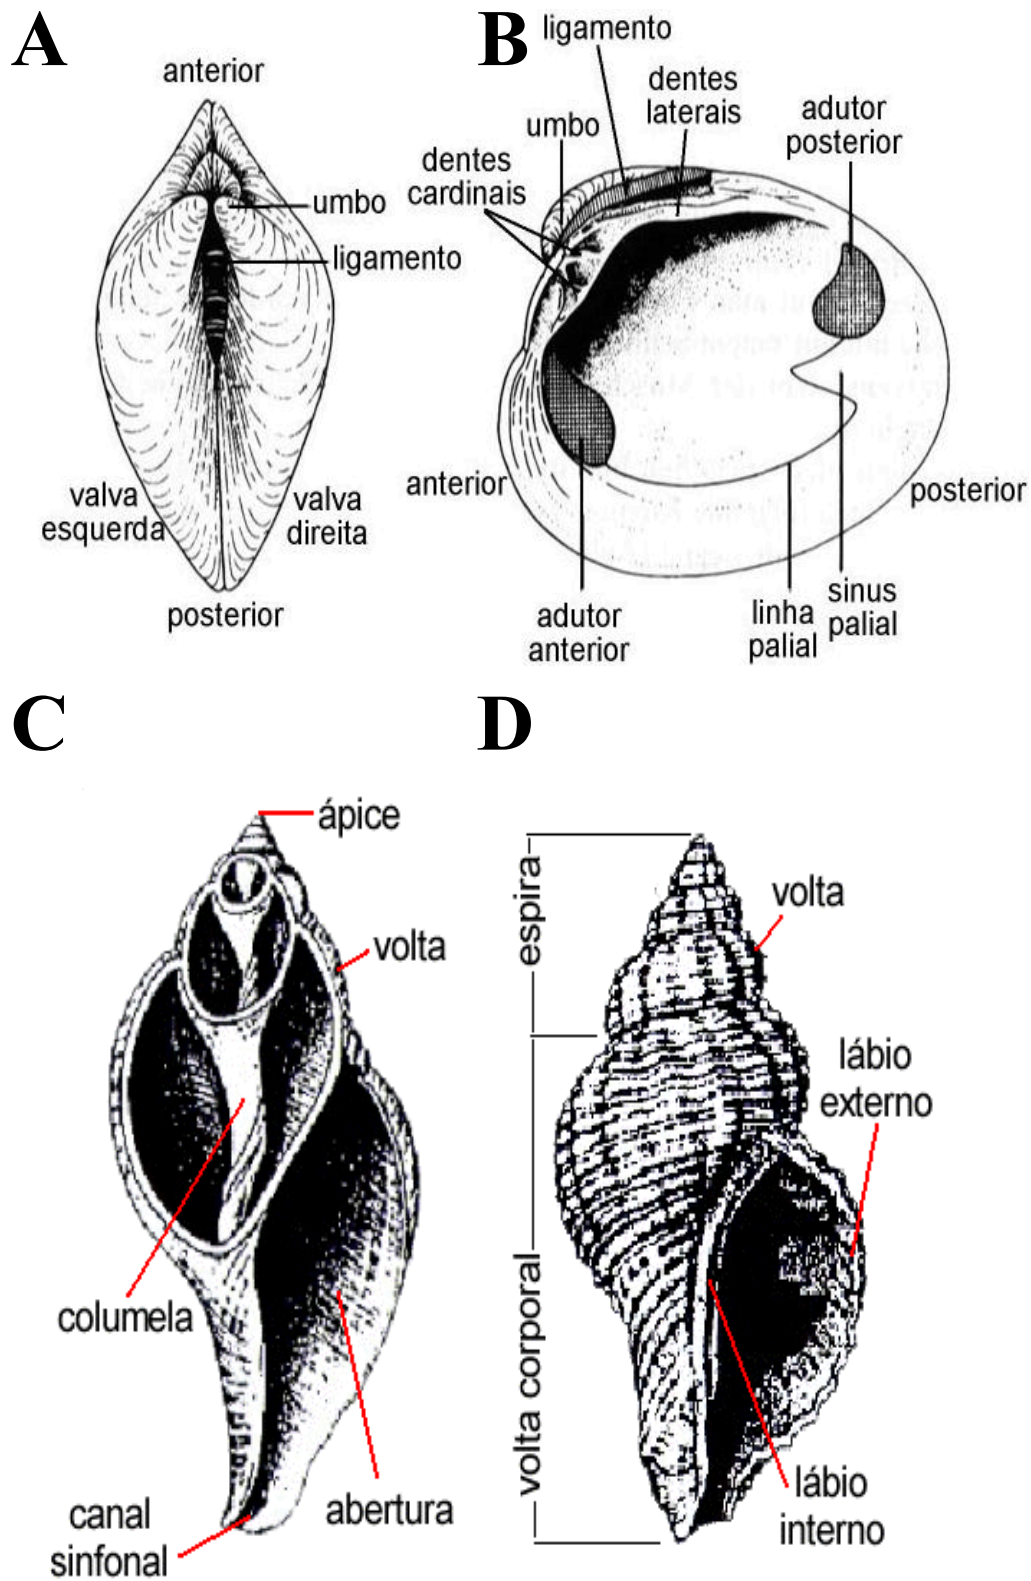 A
anterior
umbo
ligamento
valva
esquerda
valva
direita
posterior
B
ligamento
dentes
laterais
umbo
adutor
posterior
dentes
cardinais
anterior
posterior
adutor
anterior
linha
palial
sinus
palial
C
ápice
volta
columela
abertura
canal
sinfonal
D
espira
volta
lábio
externo
volta corporal
lábio
interno